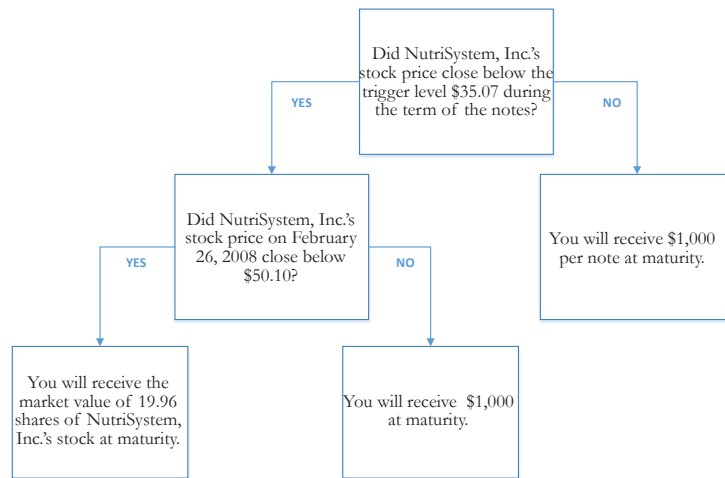 Did NutriSystem, Inc.'s
stock price close below the
trigger level $35.07 during
the term of the notes?
YES
NO
Did NutriSystem, Inc.'s
stock price on February
26, 2008 close below
$50.10?
You will receive $1,000
per note at maturity.
YES
NO
You will receive the
market value of 19.96
shares of NutriSystem,
Inc.'s stock at maturity.
You will receive $1,000
at maturity.